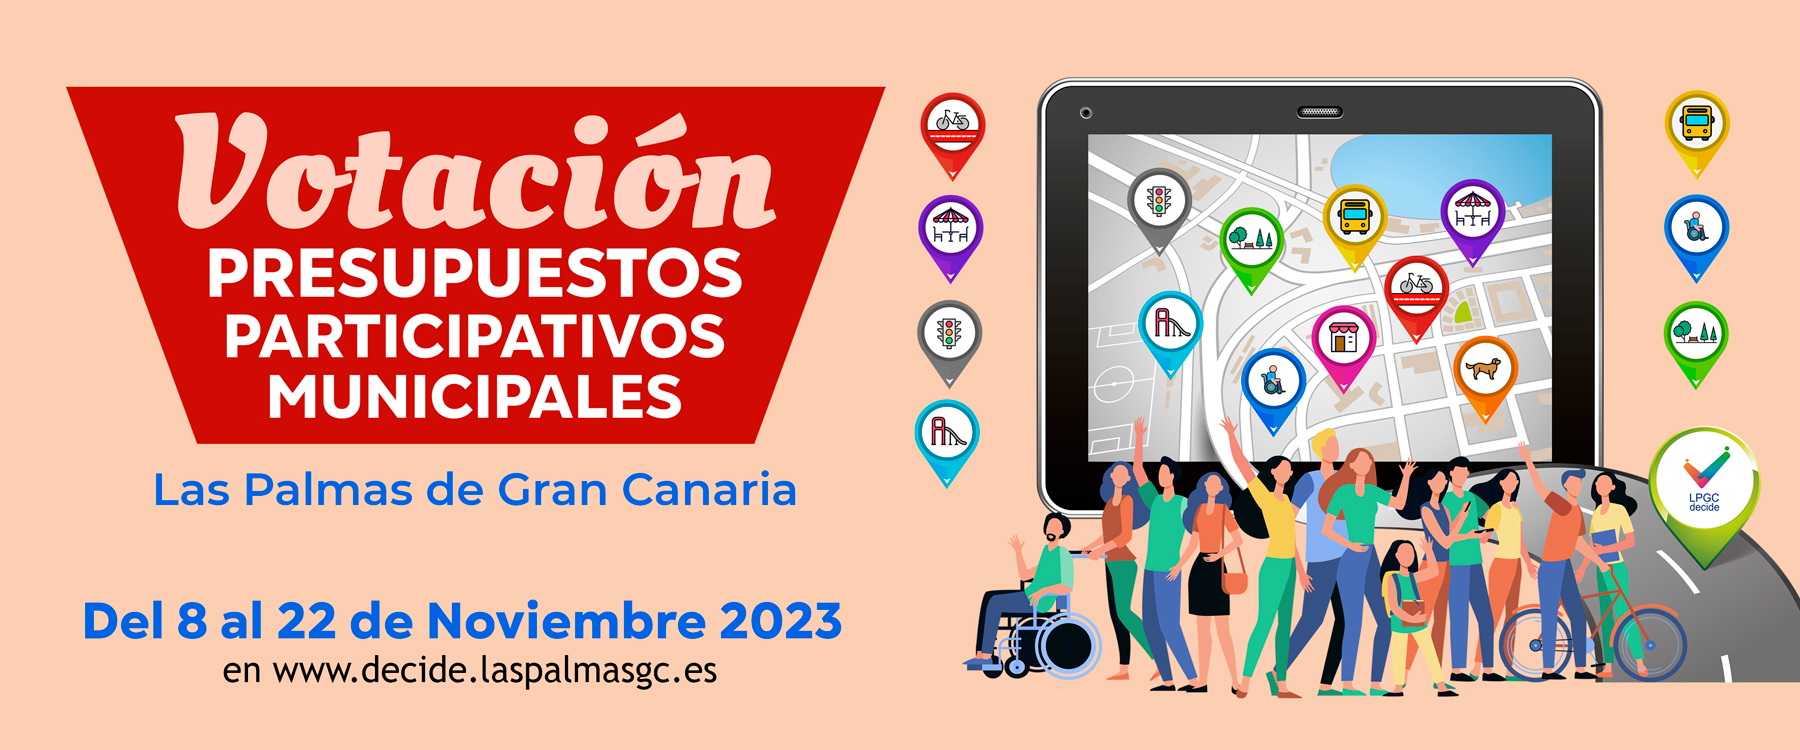 Votación
PRESUPUESTOS
PARTICIPATIVOS
MUNICIPALES
Las Palmas de Gran Canaria
Del 8 al 22 de Noviembre 2023
en www.decide.laspalmasgc.es
LPGC
decide